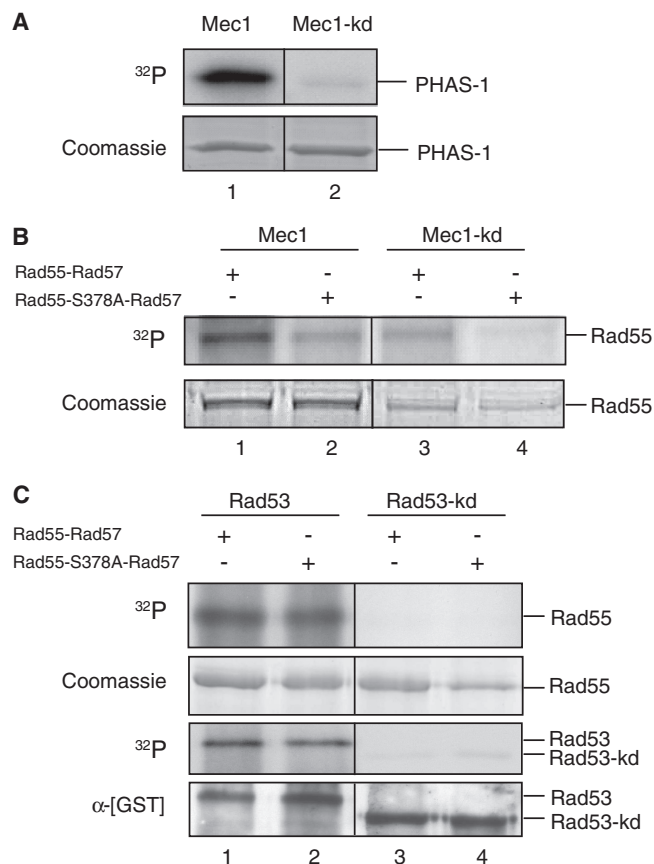 A
Mec1 Mec1-kd
32P PHAS-1
Coomassie PHAS-1
1 2
B
Mec1 Mec1-kd
Rad55-Rad57 + - + -
Rad55-S378A-Rad57 - + - +
32P Rad55
Coomassie Rad55
1 2 3 4
C
Rad53 Rad53-kd
Rad55-Rad57 + - + -
Rad55-S378A-Rad57 - + - +
32P Rad55
Coomassie Rad55
32P Rad53
Rad53-kd
α-[GST] Rad53
Rad53-kd
1 2 3 4